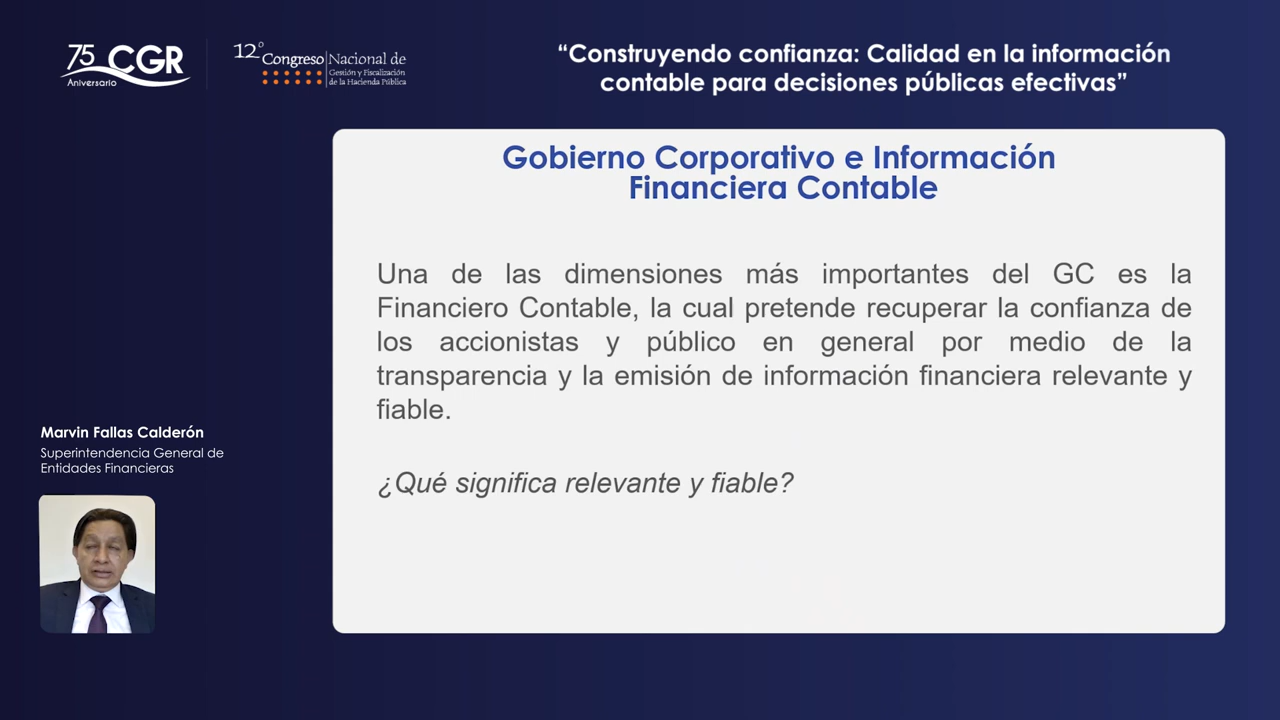 75 CGR
Aniversario
12° Congreso Nacional de
Gestión y Fiscalización
de la Hacienda Pública
“Construyendo confianza: Calidad en la información
contable para decisiones públicas efectivas”
Gobierno Corporativo e Información
Financiera Contable
Una de las dimensiones más importantes del GC es la
Financiero Contable, la cual pretende recuperar la confianza de
los accionistas y público en general por medio de la
transparencia y la emisión de información financiera relevante y
fiable.
¿Qué significa relevante y fiable?
Marvin Fallas Calderón
Superintendencia General de
Entidades Financieras